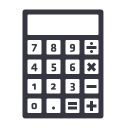 7 8 9 ÷
4 5 6 ×
1 2 3 −
0 . = +